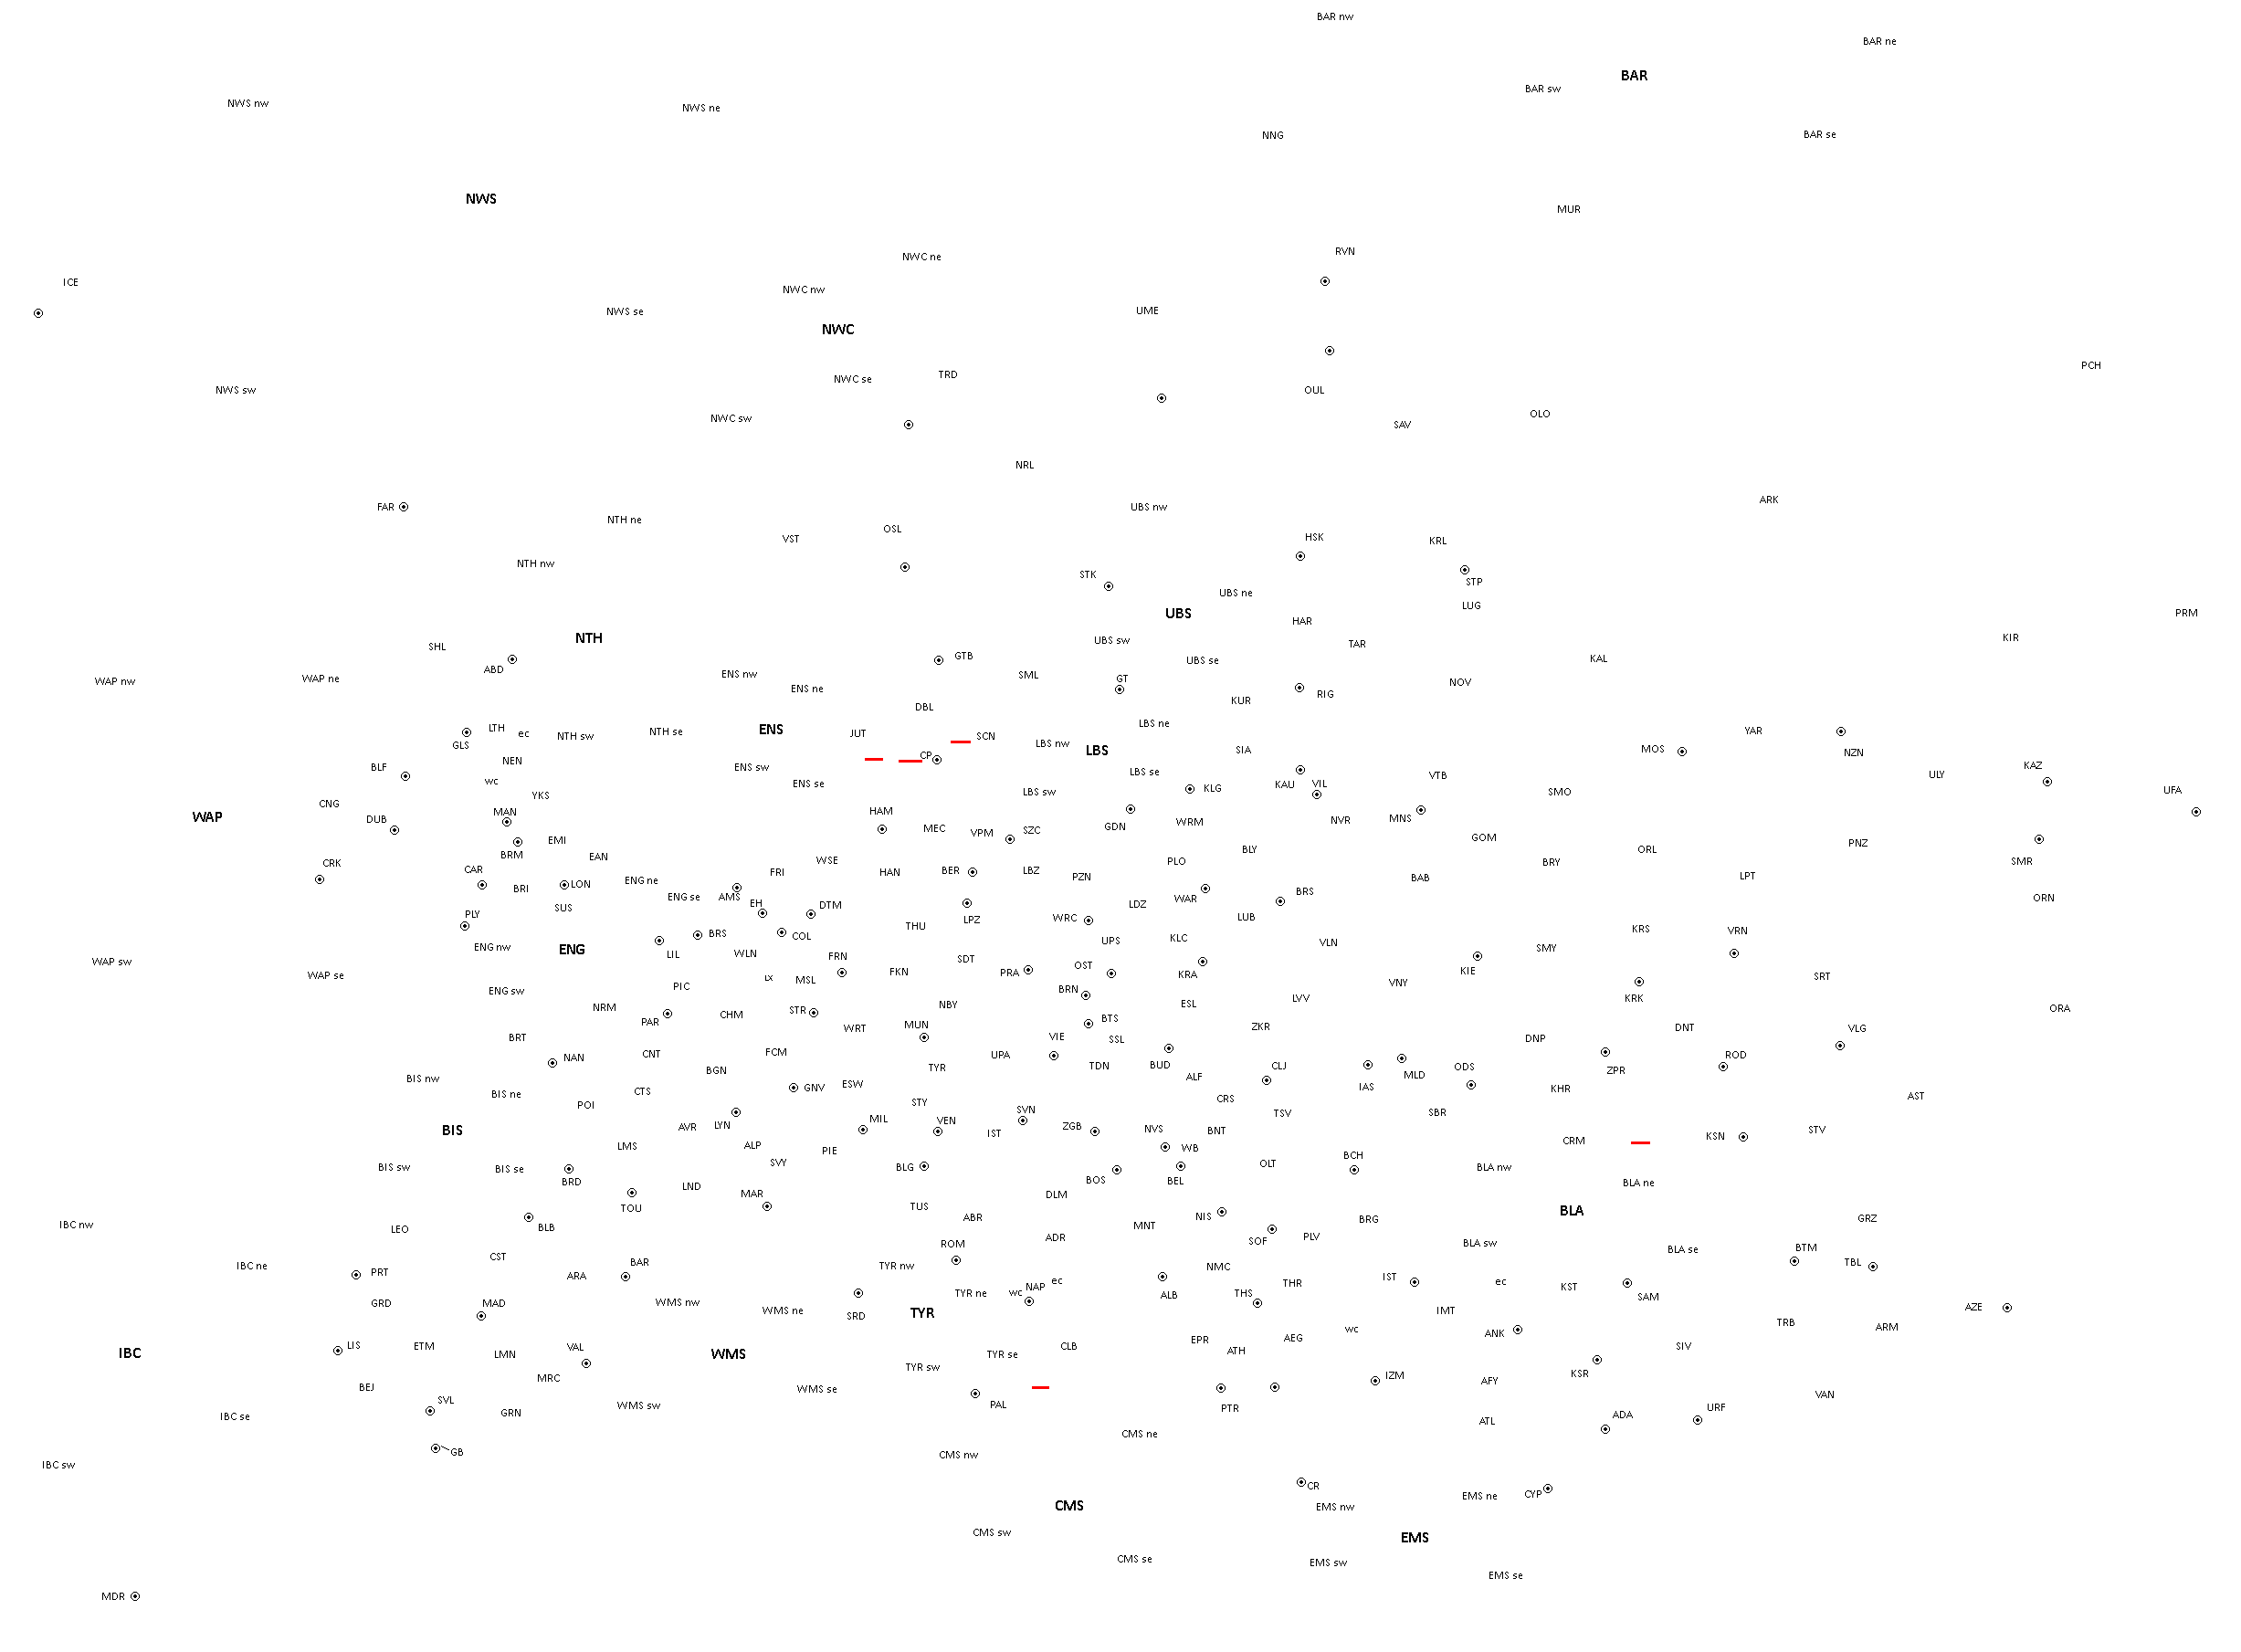 BAR nw
BAR ne
BAR
BAR sw
NWS nw
NWS ne
NNG
BAR se
NWS
MUR
RVN
NWC ne
ICE
NWC nw
NWS se
UME
NWC
PCH
TRD
NWC se
NWS sw
OUL
OLO
NWC sw
SAV
NRL
ARK
FAR
UBS nw
NTH ne
OSL
VST
HSK
KRL
NTH nw
STK
STP
UBS ne
LUG
UBS
PRM
HAR
NTH
KIR
UBS sw
TAR
SHL
GTB
UBS se
KAL
ABD
ENS nw
SML
GT
WAP nw
WAP ne
NOV
ENS ne
RIG
KUR
DBL
LBS ne
LTH
ec
NTH sw
NTH se
ENS
JUT
SCN
YAR
GLS
LBS nw
LBS
SIA
MOS
NZN
CP
NEN
BLF
ENS sw
LBS se
KAZ
VTB
ULY
wc
ENS se
KAU
VIL
KLG
UFA
YKS
LBS sw
SMO
CNG
MAN
HAM
WAP
DUB
MEC
VPM
SZC
GDN
WRM
NVR
MNS
EMI
GOM
PNZ
BRM
EAN
BLY
ORL
CRK
WSE
PLO
BRY
SMR
CAR
FRI
HAN
BER
LBZ
PZN
BAB
LPT
BRI
LON
ENG ne
ENG se
AMS
BRS
WAR
ORN
SUS
EH
DTM
LDZ
PLY
LPZ
WRC
LUB
THU
BRS
COL
KRS
VRN
ENG nw
ENG
UPS
KLC
VLN
SMY
LIL
WLN
FRN
SDT
WAP sw
WAP se
OST
PRA
KRA
KIE
FKN
LX
MSL
SRT
VNY
PIC
ENG sw
BRN
LVV
KRK
NRM
NBY
ESL
ORA
PAR
CHM
STR
BTS
WRT
MUN
ZKR
DNT
VLG
BRT
VIE
SSL
DNP
NAN
CNT
FCM
UPA
ROD
TYR
TDN
BUD
CLJ
ODS
BGN
ZPR
BIS nw
ALF
MLD
GNV
ESW
IAS
KHR
BIS ne
CTS
CRS
AST
POI
STY
TSV
SBR
MIL
VEN
SVN
AVR
LYN
ZGB
NVS
BNT
STV
BIS
IST
KSN
LMS
ALP
PIE
WB
CRM
SVY
BLG
OLT
BCH
BIS sw
BIS se
BLA nw
BRD
BOS
BEL
BLA ne
LND
MAR
DLM
TOU
TUS
BLA
IBC nw
ABR
NIS
BRG
GRZ
LEO
BLB
MNT
ADR
SOF
PLV
ROM
BLA sw
BLA se
BTM
CST
BAR
TBL
IBC ne
TYR nw
NMC
PRT
ARA
IST
ec
ec
THR
KST
NAP
wc
TYR ne
ALB
THS
SAM
GRD
MAD
WMS nw
WMS ne
SRD
TYR
IMT
AZE
TRB
ARM
wc
ANK
EPR
AEG
LIS
ETM
VAL
CLB
SIV
IBC
LMN
WMS
TYR se
ATH
TYR sw
KSR
MRC
IZM
BEJ
WMS se
AFY
VAN
SVL
PAL
WMS sw
PTR
URF
GRN
ADA
IBC se
ATL
CMS ne
GB
CMS nw
IBC sw
CR
EMS ne
CYP
CMS
EMS nw
CMS sw
EMS
CMS se
EMS sw
EMS se
MDR